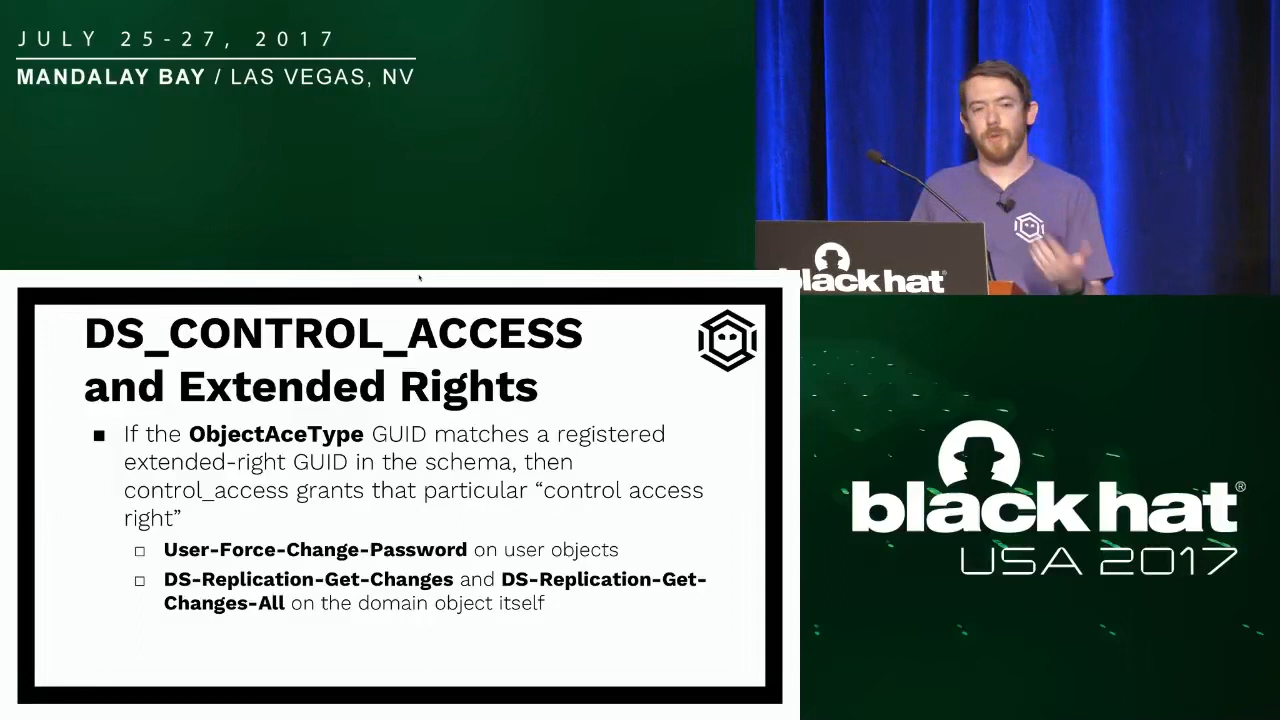 JULY 25-27, 2017
MANDALAY BAY / LAS VEGAS, NV
black hat®
DS_CONTROL_ACCESS
and Extended Rights
■ If the ObjectAceType GUID matches a registered
extended-right GUID in the schema, then
control_access grants that particular “control access
right”
□ User-Force-Change-Password on user objects
□ DS-Replication-Get-Changes and DS-Replication-Get-
Changes-All on the domain object itself
black hat®
USA 2017